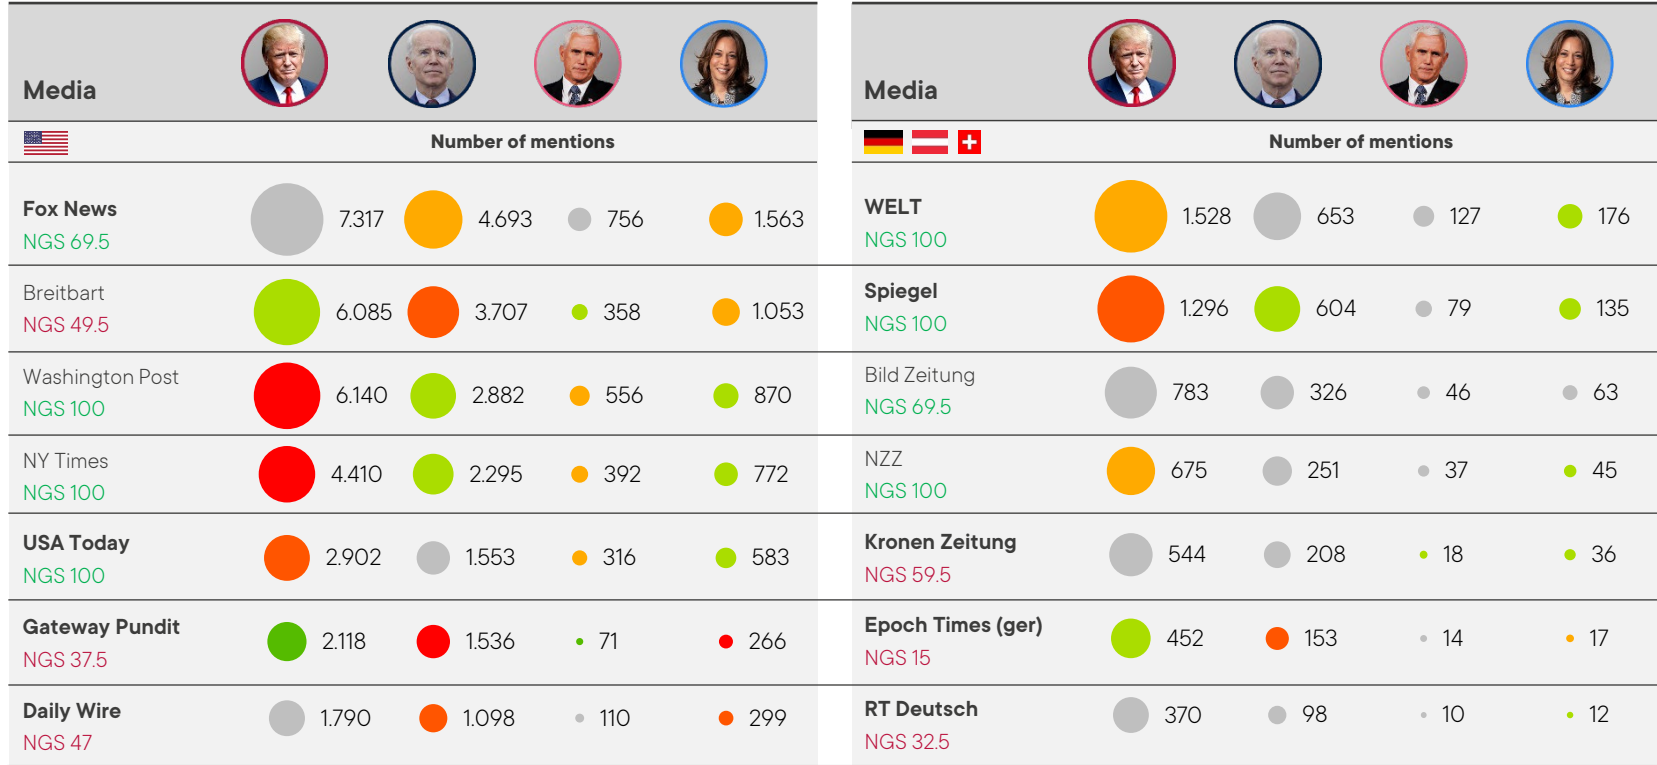 Media
Number of mentions
Fox News
NGS 69.5
7.317 4.693 756 1.563
Breitbart
NGS 49.5
6.085 3.707 358 1.053
Washington Post
NGS 100
6.140 2.882 556 870
NY Times
NGS 100
4.410 2.295 392 772
USA Today
NGS 100
2.902 1.553 316 583
Gateway Pundit
NGS 37.5
2.118 1.536 71 266
Daily Wire
NGS 47
1.790 1.098 110 299
Media
Number of mentions
WELT
NGS 100
1.528 653 127 176
Spiegel
NGS 100
1.296 604 79 135
Bild Zeitung
NGS 69.5
783 326 46 63
NZZ
NGS 100
675 251 37 45
Kronen Zeitung
NGS 59.5
544 208 18 36
Epoch Times (ger)
NGS 15
452 153 14 17
RT Deutsch
NGS 32.5
370 98 10 12